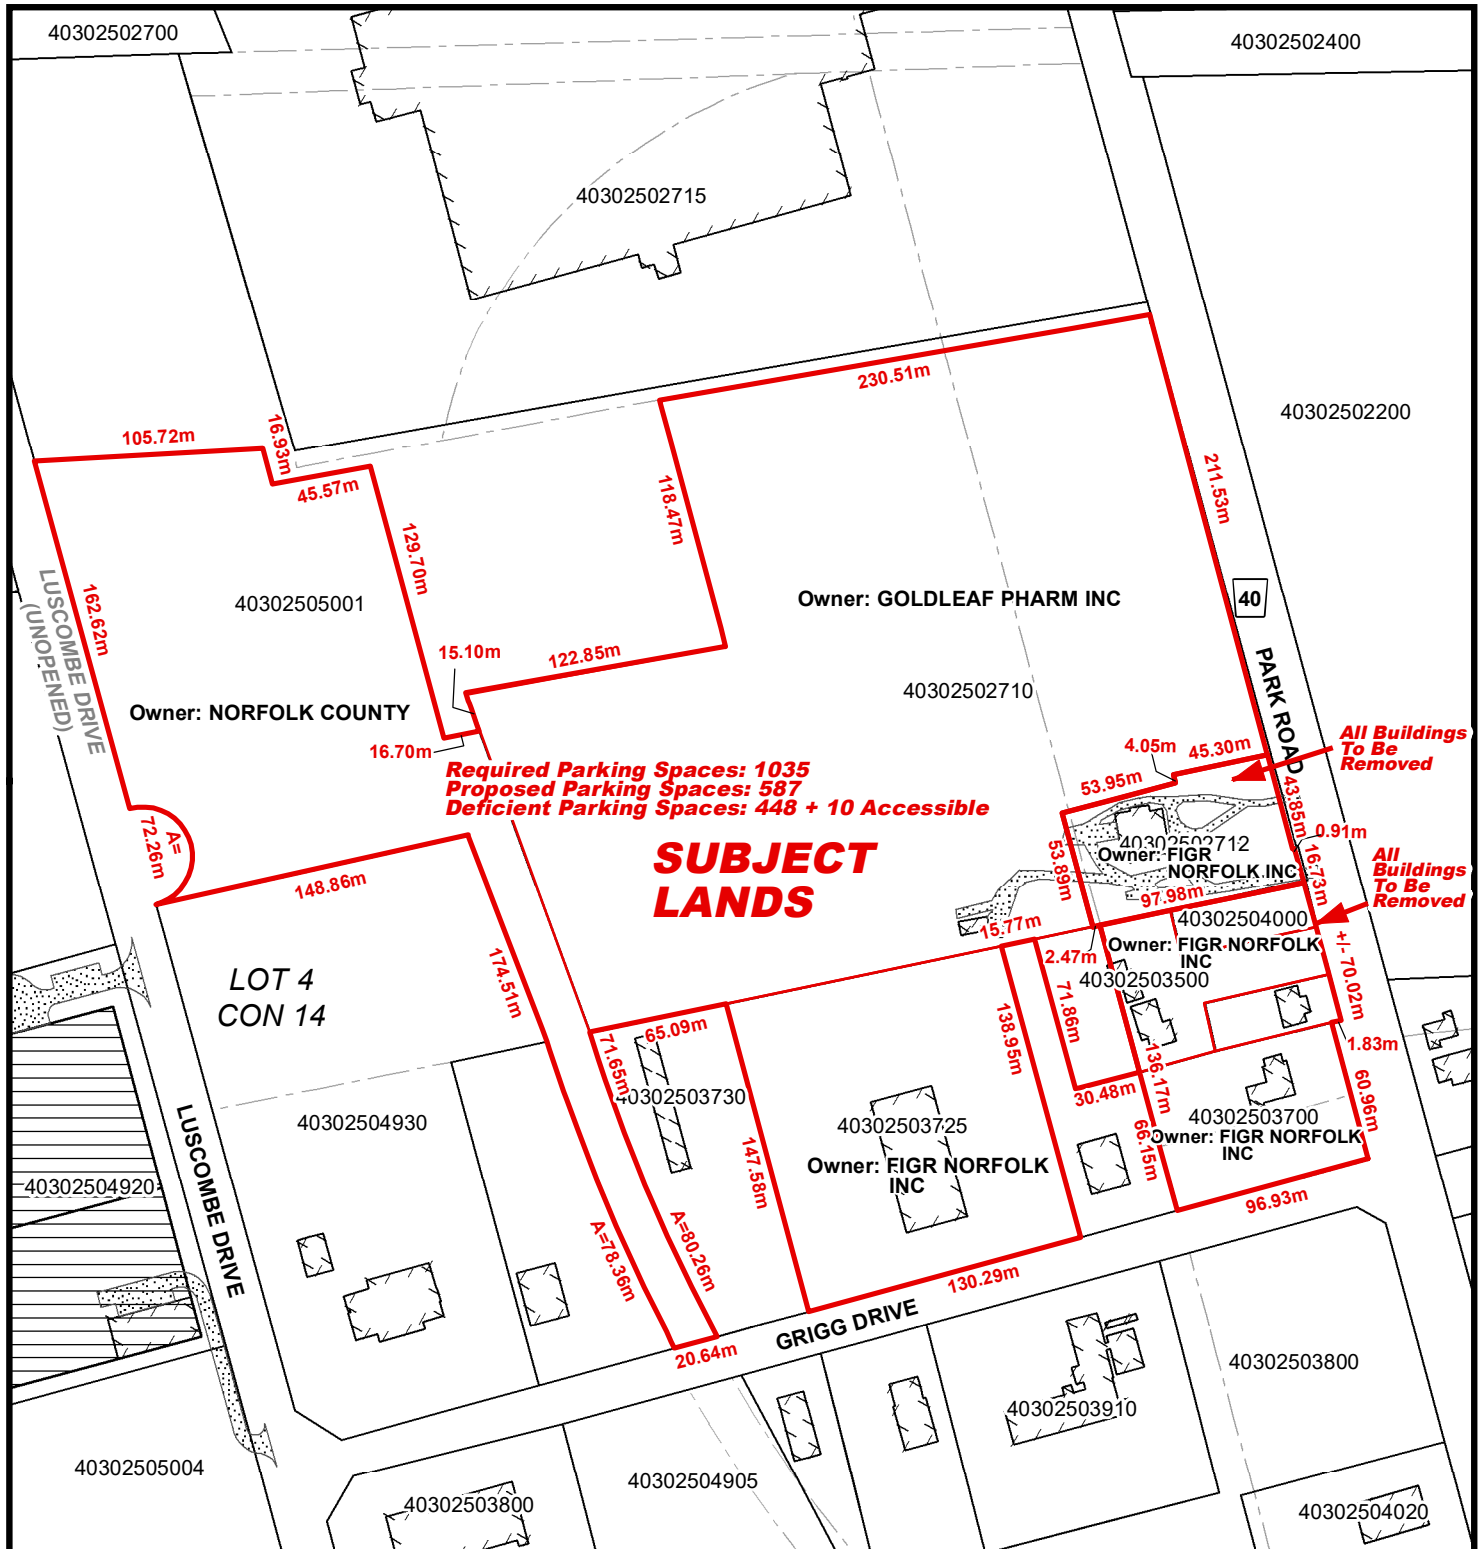 40302502700
40302502400
40302502715
230.51m
40302502200
105.72m
16.93m
45.57m
118.47m
211.53m
129.70m
LUSCOMBE DRIVE
(UNOPENED)
162.62m
40302505001
Owner: GOLDLEAF PHARM INC
40
15.10m
122.85m
40302502710
PARK ROAD
Owner: NORFOLK COUNTY
16.70m
All Buildings
To Be
Removed
4.05m
45.30m
53.95m
Required Parking Spaces: 1035
Proposed Parking Spaces: 587
Deficient Parking Spaces: 448 + 10 Accessible
43.85m
0.91m
A=
72.26m
40302502712
Owner: FIGR
NORFOLK INC
53.89m
SUBJECT
LANDS
148.86m
97.98m
16.73m
All
Buildings
To Be
Removed
15.77m
40302504000
Owner: FIGR NORFOLK
INC
2.47m
40302503500
+/- 70.02m
LOT 4
CON 14
174.51m
65.09m
71.65m
138.95m
71.86m
136.17m
1.83m
30.48m
60.96m
40302503730
40302504930
40302503725
Owner: FIGR NORFOLK
INC
147.58m
40302503700
Owner: FIGR NORFOLK
INC
66.15m
96.93m
LUSCOMBE DRIVE
40302504920
A=78.36m
A=80.26m
130.29m
GRIGG DRIVE
20.64m
40302503800
40302503910
40302505004
40302504905
40302503800
40302504020